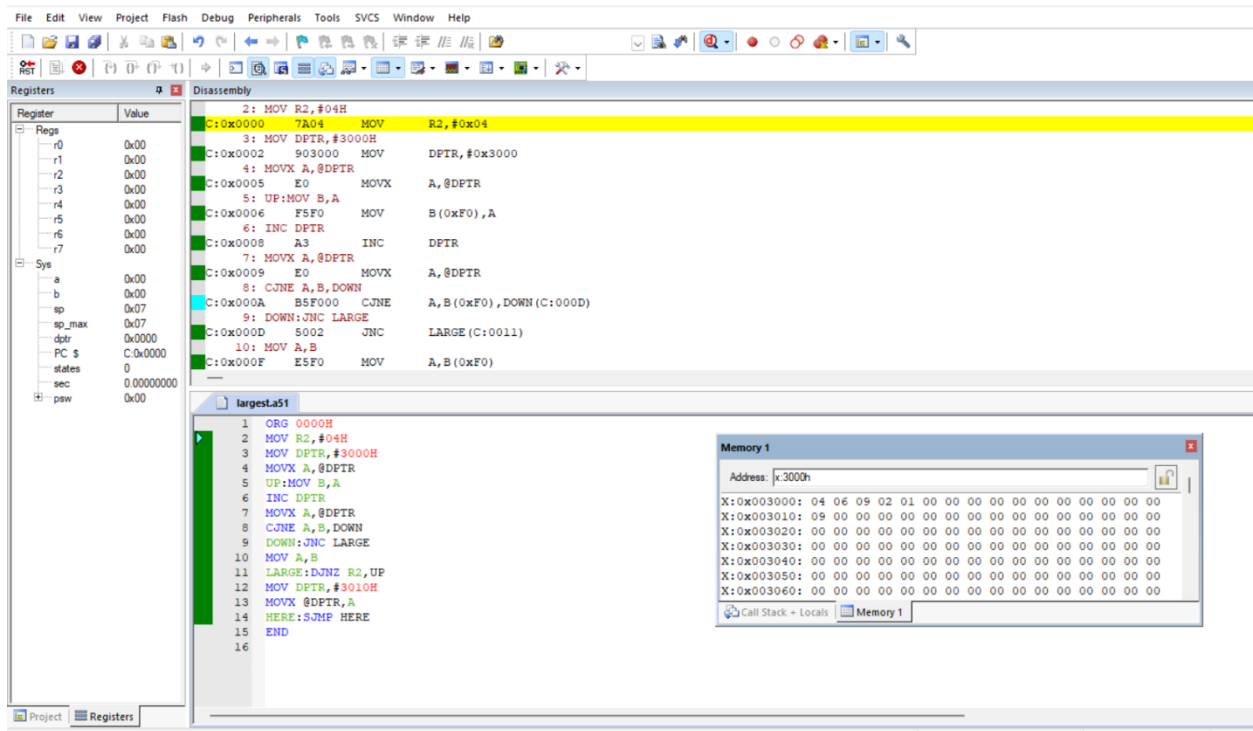 File Edit View Project Flash Debug Peripherals Tools SVCS Window Help
RST
Registers
Register Value
Regs
r0 0x00
r1 0x00
r2 0x00
r3 0x00
r4 0x00
r5 0x00
r6 0x00
r7 0x00
Sys
a 0x00
b 0x00
sp 0x07
sp_max 0x07
dptr 0x0000
PC $ C:0x0000
states 0
sec 0.00000000
psw 0x00
Project Registers
Disassembly
2: MOV R2,#04H
C:0x0000 7A04 MOV R2,#0x04
3: MOV DPTR,#3000H
C:0x0002 903000 MOV DPTR,#0x3000
4: MOVX A,@DPTR
C:0x0005 E0 MOVX A,@DPTR
5: UP:MOV B,A
C:0x0006 F5F0 MOV B(0xF0),A
6: INC DPTR
C:0x0008 A3 INC DPTR
7: MOVX A,@DPTR
C:0x0009 E0 MOVX A,@DPTR
8: CJNE A,B,DOWN
C:0x000A B5F000 CJNE A,B(0xF0),DOWN(C:000D)
9: DOWN:JNC LARGE
C:0x000D 5002 JNC LARGE(C:0011)
10: MOV A,B
C:0x000F E5F0 MOV A,B(0xF0)
largest.a51
1 ORG 0000H
2 MOV R2,#04H
3 MOV DPTR,#3000H
4 MOVX A,@DPTR
5 UP:MOV B,A
6 INC DPTR
7 MOVX A,@DPTR
8 CJNE A,B,DOWN
9 DOWN:JNC LARGE
10 MOV A,B
11 LARGE:DJNZ R2,UP
12 MOV DPTR,#3010H
13 MOVX @DPTR,A
14 HERE:SJMP HERE
15 END
16
Memory 1
Address: x:3000h
X:0x003000: 04 06 09 02 01 00 00 00 00 00 00 00 00 00 00 00
X:0x003010: 09 00 00 00 00 00 00 00 00 00 00 00 00 00 00 00
X:0x003020: 00 00 00 00 00 00 00 00 00 00 00 00 00 00 00 00
X:0x003030: 00 00 00 00 00 00 00 00 00 00 00 00 00 00 00 00
X:0x003040: 00 00 00 00 00 00 00 00 00 00 00 00 00 00 00 00
X:0x003050: 00 00 00 00 00 00 00 00 00 00 00 00 00 00 00 00
X:0x003060: 00 00 00 00 00 00 00 00 00 00 00 00 00 00 00 00
Call Stack + Locals Memory 1